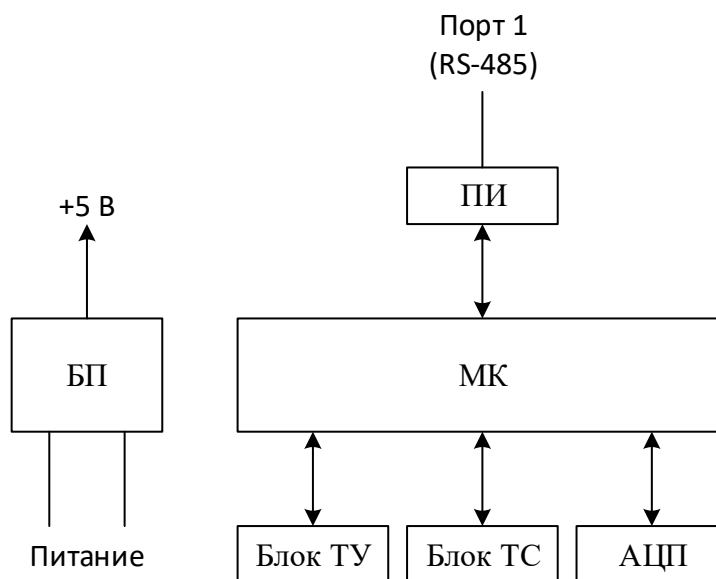 Порт 1
(RS-485)
ПИ
+5 В
БП
МК
Питание
Блок ТУ
Блок ТС
АЦП